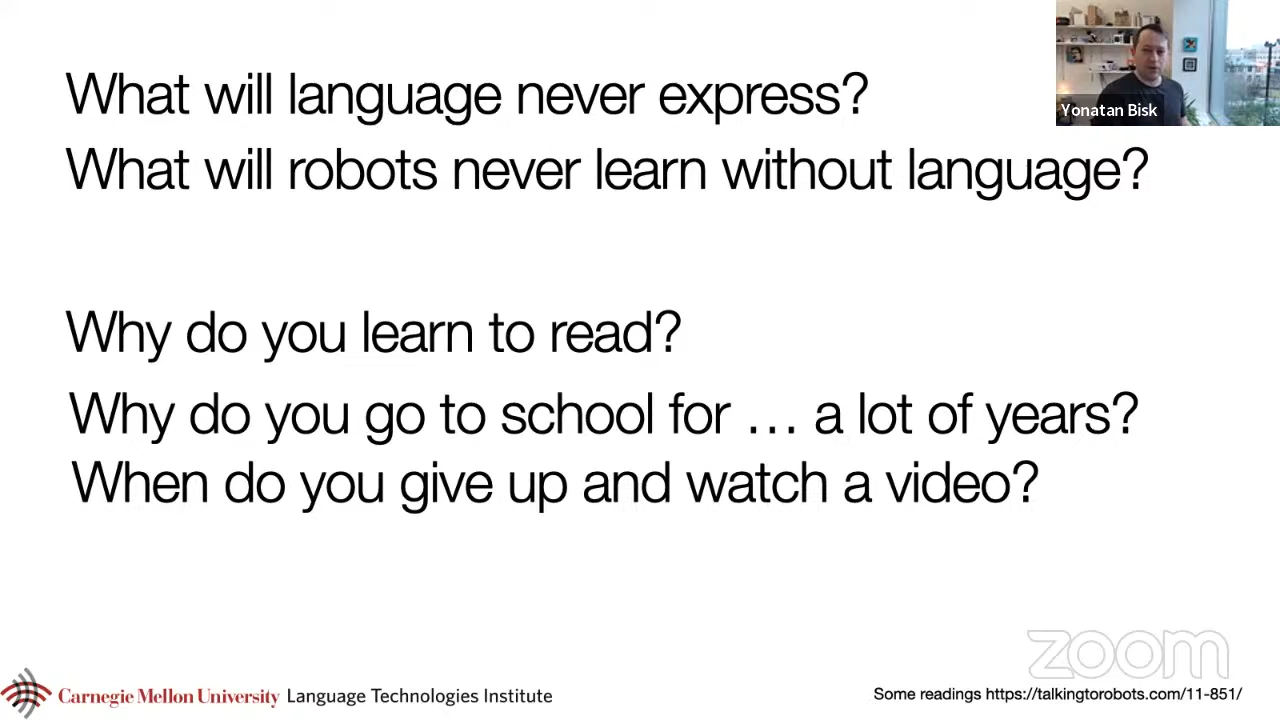 What will language never express?
What will robots never learn without language?
Yonatan Bisk
Why do you learn to read?
Why do you go to school for … a lot of years?
When do you give up and watch a video?
zoom
Carnegie Mellon University Language Technologies Institute
Some readings https://talkingtorobots.com/11-851/